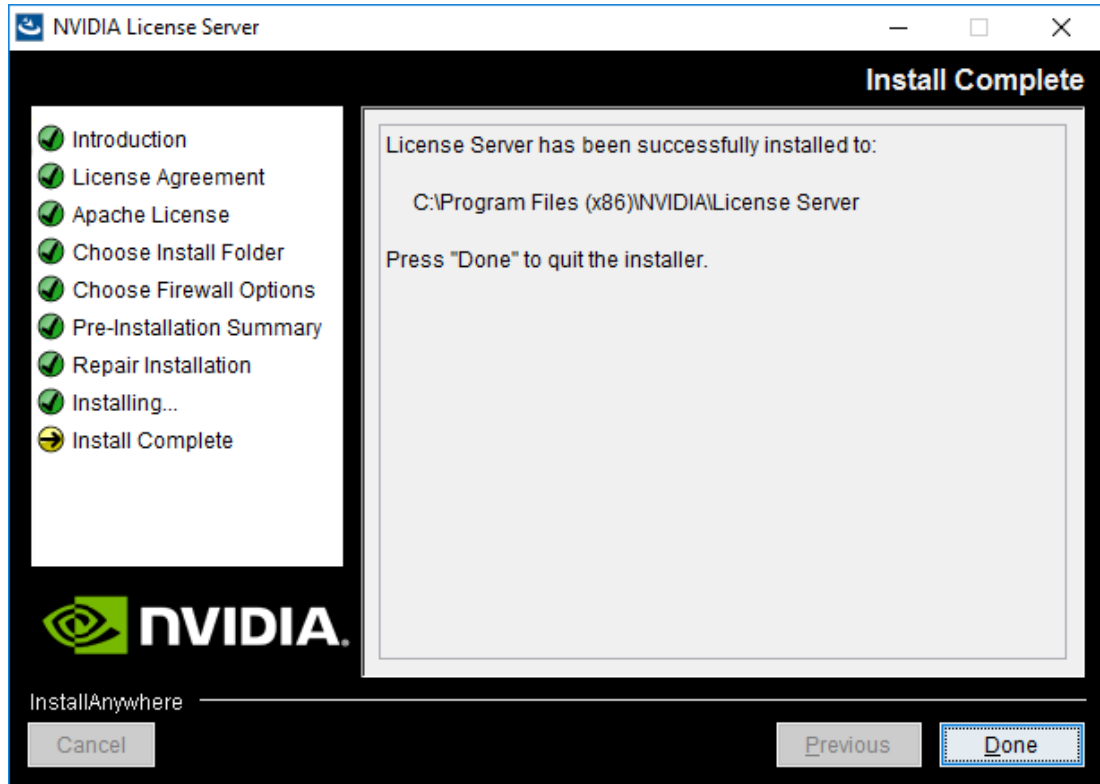 NVIDIA License Server
Install Complete
Introduction
License Agreement
Apache License
Choose Install Folder
Choose Firewall Options
Pre-Installation Summary
Repair Installation
Installing...
Install Complete
License Server has been successfully installed to:
C:\Program Files (x86)\NVIDIA\License Server
Press "Done" to quit the installer.
NVIDIA.
InstallAnywhere
Cancel
Previous
Done